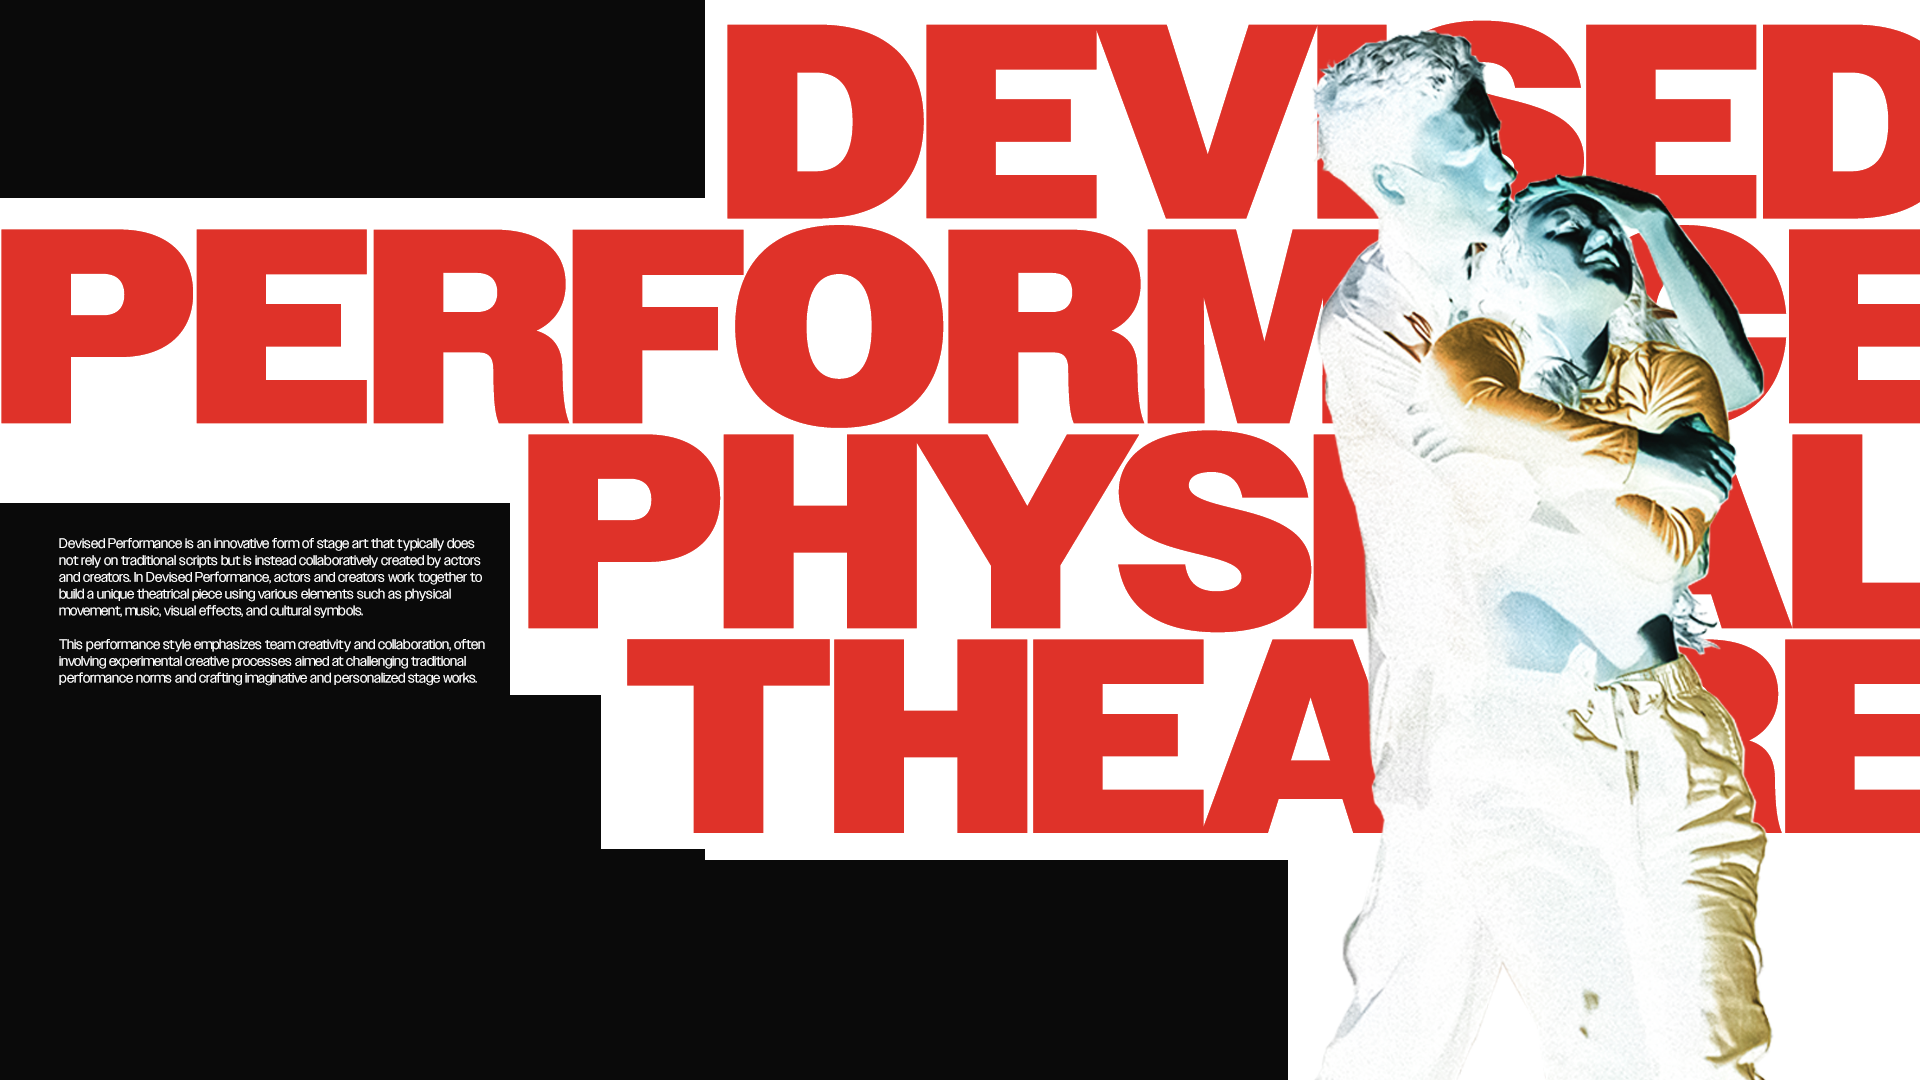 DEVISED
PERFORMANCE
PHYSICAL
THEATRE
Devised Performance is an innovative form of stage art that typically does
not rely on traditional scripts but is instead collaboratively created by actors
and creators. In Devised Performance, actors and creators work together to
build a unique theatrical piece using various elements such as physical
movement, music, visual effects, and cultural symbols.
This performance style emphasizes team creativity and collaboration, often
involving experimental creative processes aimed at challenging traditional
performance norms and crafting imaginative and personalized stage works.